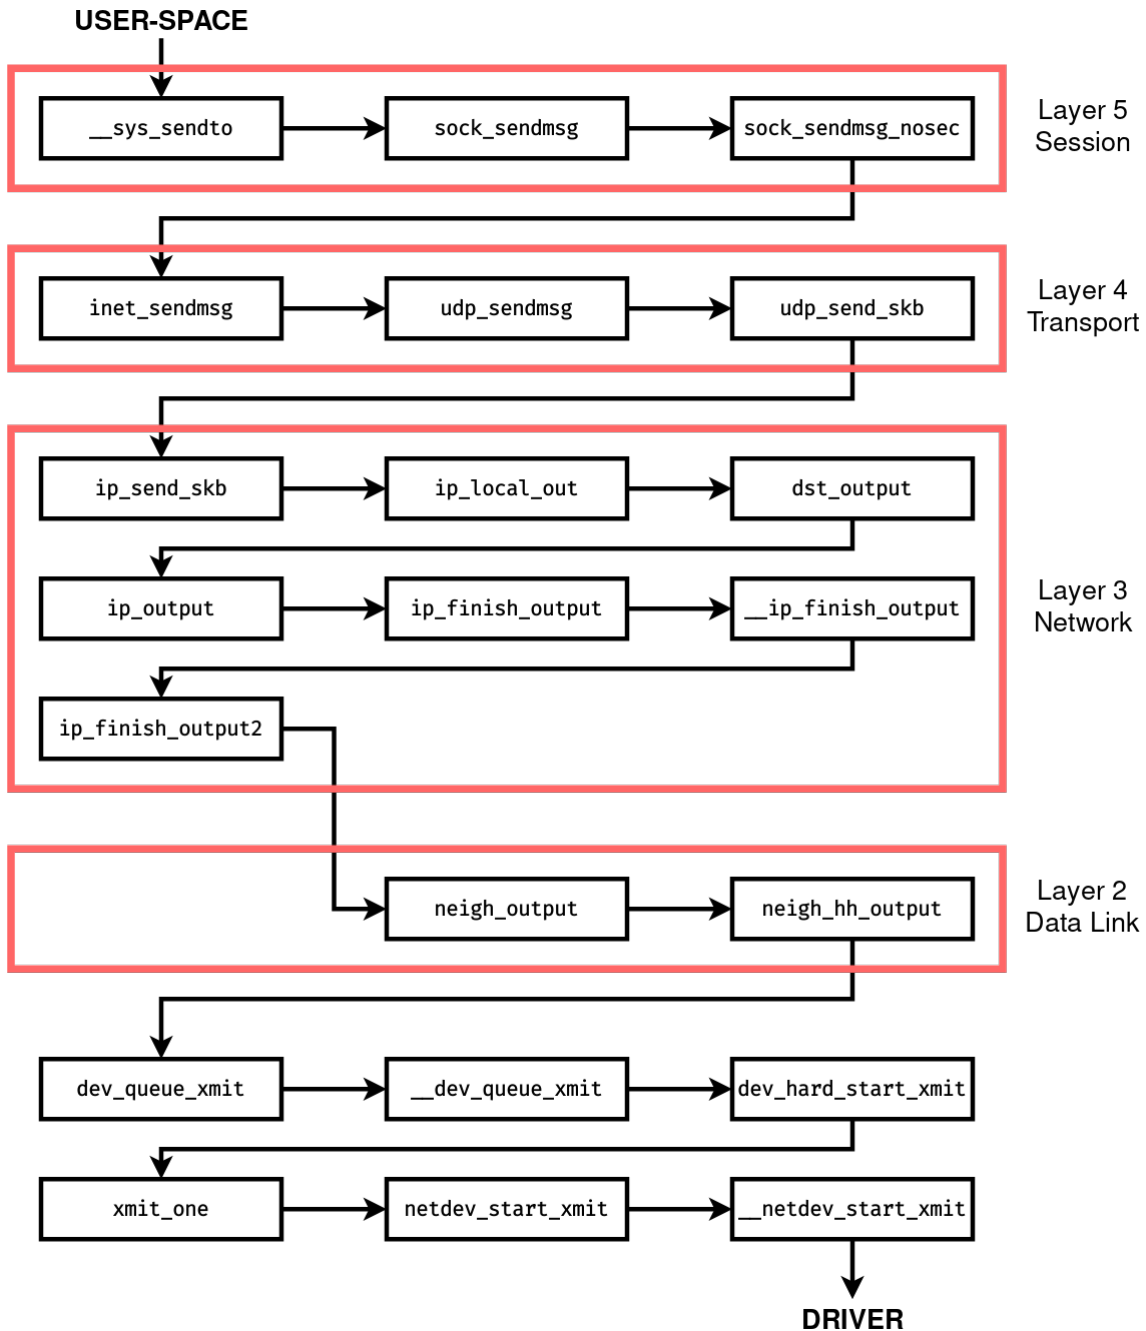 USER-SPACE
__sys_sendto
sock_sendmsg
sock_sendmsg_nosec
Layer 5
Session
inet_sendmsg
udp_sendmsg
udp_send_skb
Layer 4
Transport
ip_send_skb
ip_local_out
dst_output
ip_output
ip_finish_output
__ip_finish_output
Layer 3
Network
ip_finish_output2
neigh_output
neigh_hh_output
Layer 2
Data Link
dev_queue_xmit
__dev_queue_xmit
dev_hard_start_xmit
xmit_one
netdev_start_xmit
__netdev_start_xmit
DRIVER